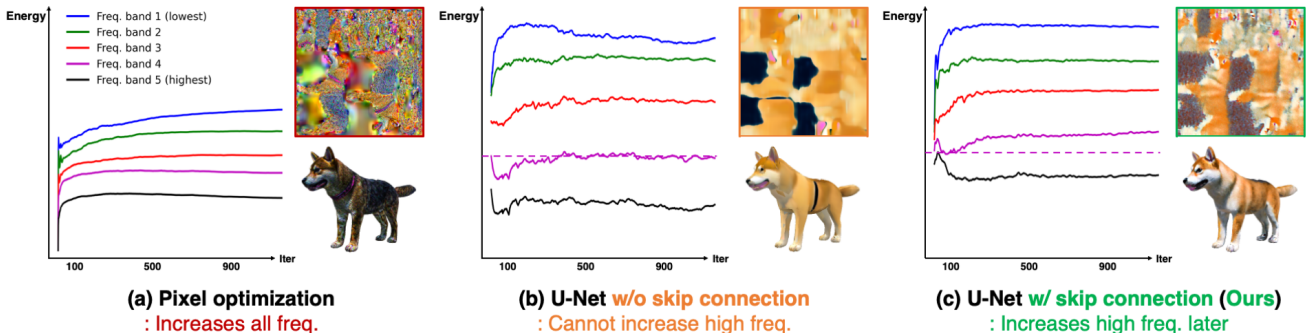 Energy
Freq. band 1 (lowest)
Freq. band 2
Freq. band 3
Freq. band 4
Freq. band 5 (highest)
100
500
900
Iter
(a) Pixel optimization
: Increases all freq.
Energy
100
500
900
Iter
(b) U-Net w/o skip connection
: Cannot increase high freq.
Energy
100
500
900
Iter
(c) U-Net w/ skip connection (Ours)
: Increases high freq. later